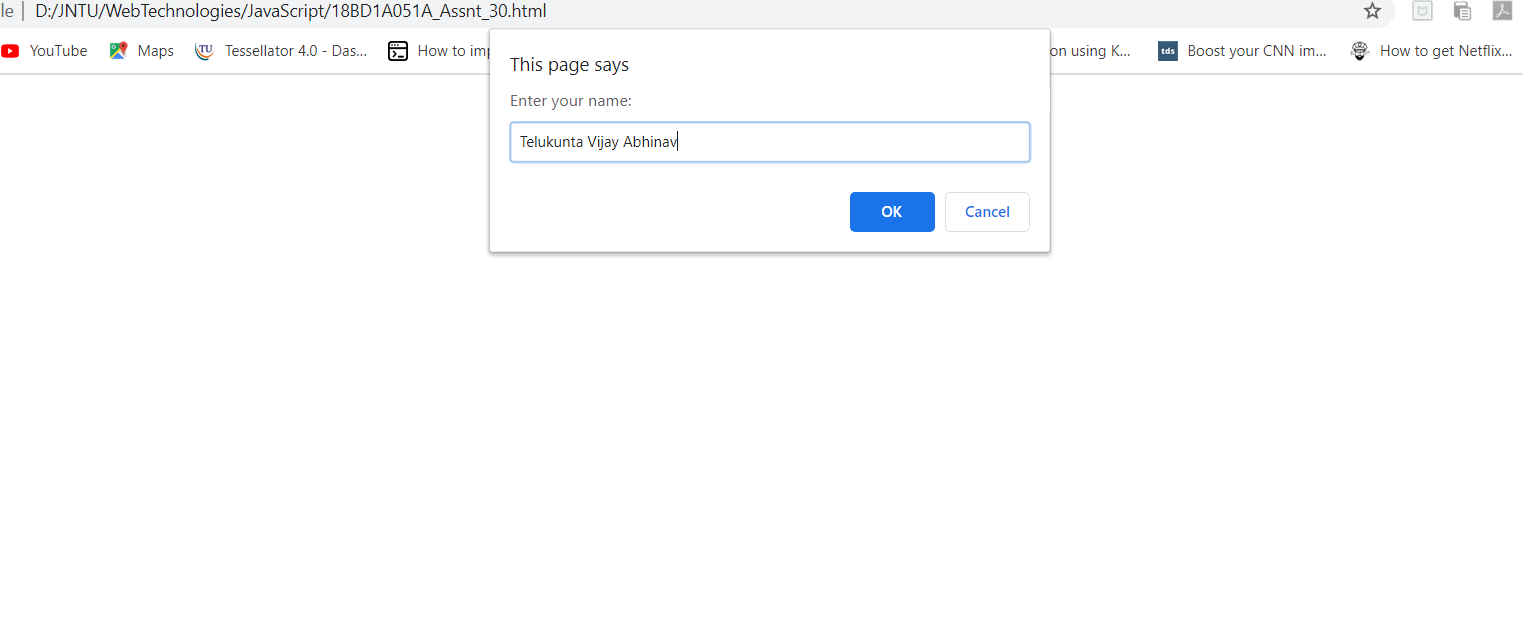 le | D:/JNTU/WebTechnologies/JavaScript/18BD1A051A_Assnt_30.html
YouTube Maps TU Tessellator 4.0 - Das... How to imp on using K... tds Boost your CNN im... How to get Netflix...
This page says
Enter your name:
Telukunta Vijay Abhinav
OK Cancel